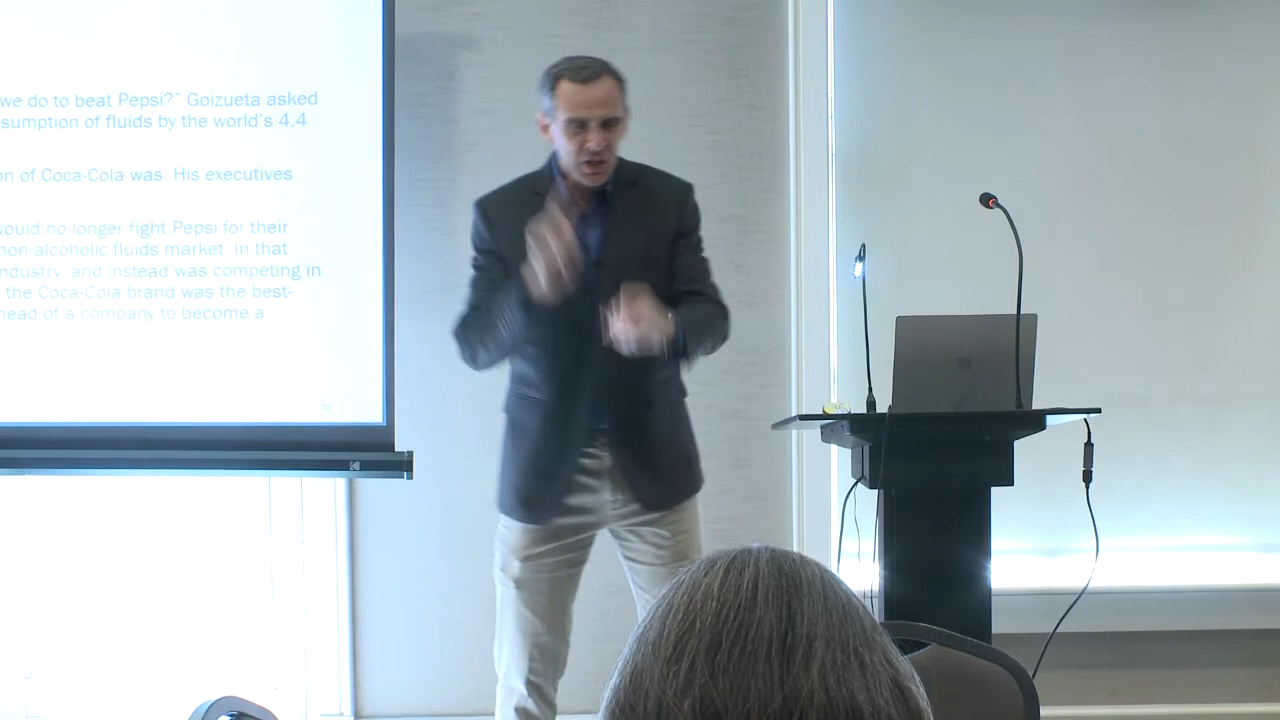 we do to beat Pepsi?” Goizueta asked
sumption of fluids by the world’s 4.4
on of Coca-Cola was. His executives
would no longer fight Pepsi for their
non-alcoholic fluids market. In that
industry, and instead was competing in
the Coca-Cola brand was the best-
head of a company to become a